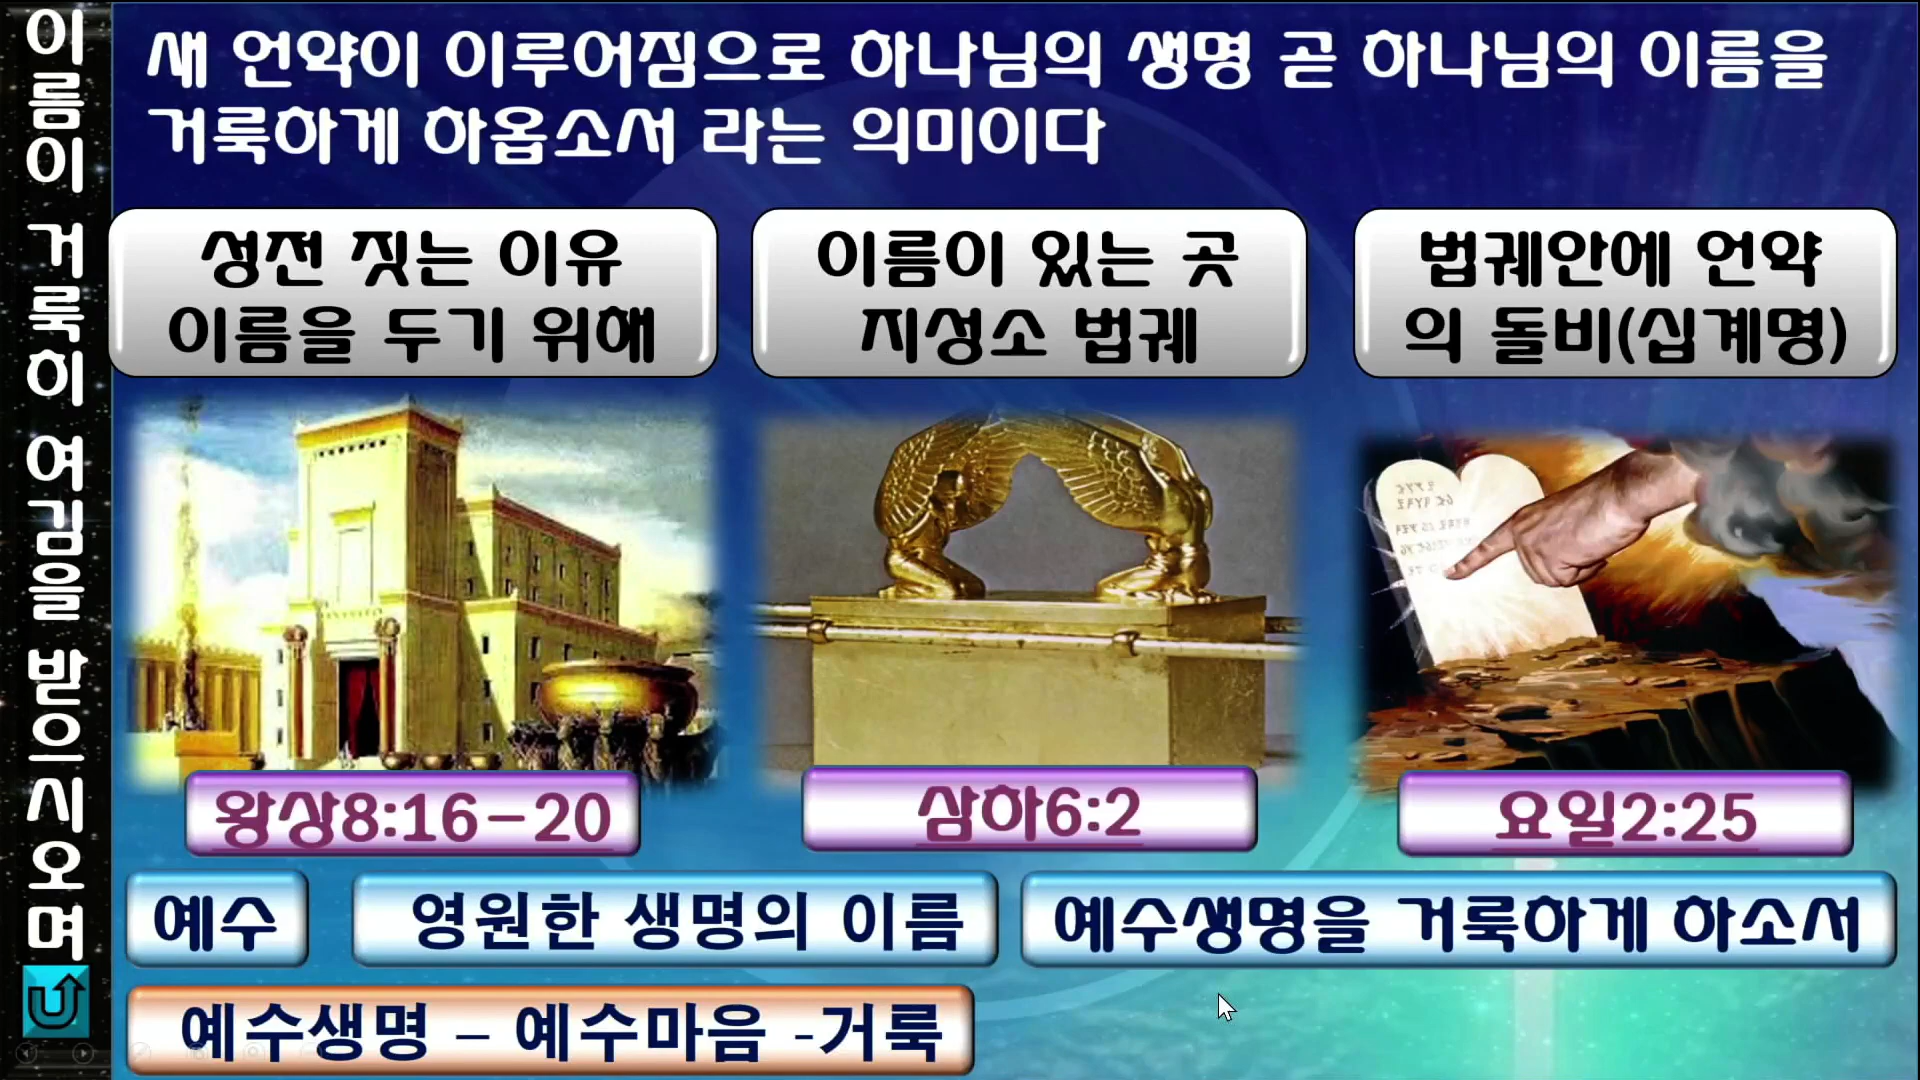 이름이 거룩히 여김을 받으시오며
새 언약이 이루어짐으로 하나님의 생명 곧 하나님의 이름을
거룩하게 하옵소서 라는 의미이다
성전 짓는 이유
이름을 두기 위해
이름이 있는 곳
지성소 법궤
법궤안에 언약
의 돌비(십계명)
왕상8:16-20
삼하6:2
요일2:25
예수
영원한 생명의 이름
예수생명을 거룩하게 하소서
예수생명 – 예수마음 -거룩